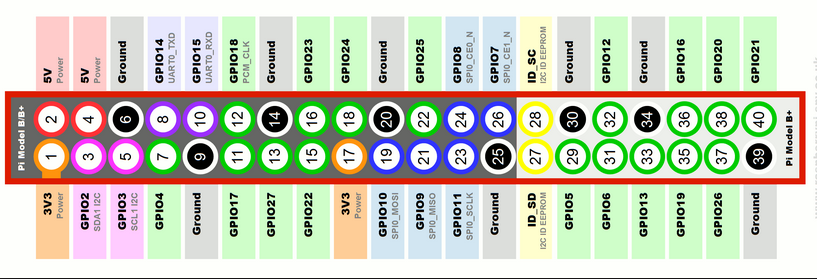 5V Power
5V Power
Ground
GPIO14 UART0_TXD
GPIO15 UART0_RXD
GPIO18 PCM_CLK
Ground
GPIO23
GPIO24
Ground
GPIO25
GPIO8 SPI0_CE0_N
GPIO7 SPI0_CE1_N
ID_SC I2C ID EEPROM
Ground
GPIO12
Ground
GPIO16
GPIO20
GPIO21
Pi Model B/B+
2 4 6 8 10 12 14 16 18 20 22 24 26 28 30 32 34 36 38 40
1 3 5 7 9 11 13 15 17 19 21 23 25 27 29 31 33 35 37 39
Pi Model B+
3V3 Power
GPIO2 SDA1 I2C
GPIO3 SCL1 I2C
GPIO4
Ground
GPIO17
GPIO27
GPIO22
3V3 Power
GPIO10 SPI0_MOSI
GPIO9 SPI0_MISO
GPIO11 SPI0_SCLK
Ground
ID_SD I2C ID EEPROM
GPIO5
GPIO6
GPIO13
GPIO19
GPIO26
Ground